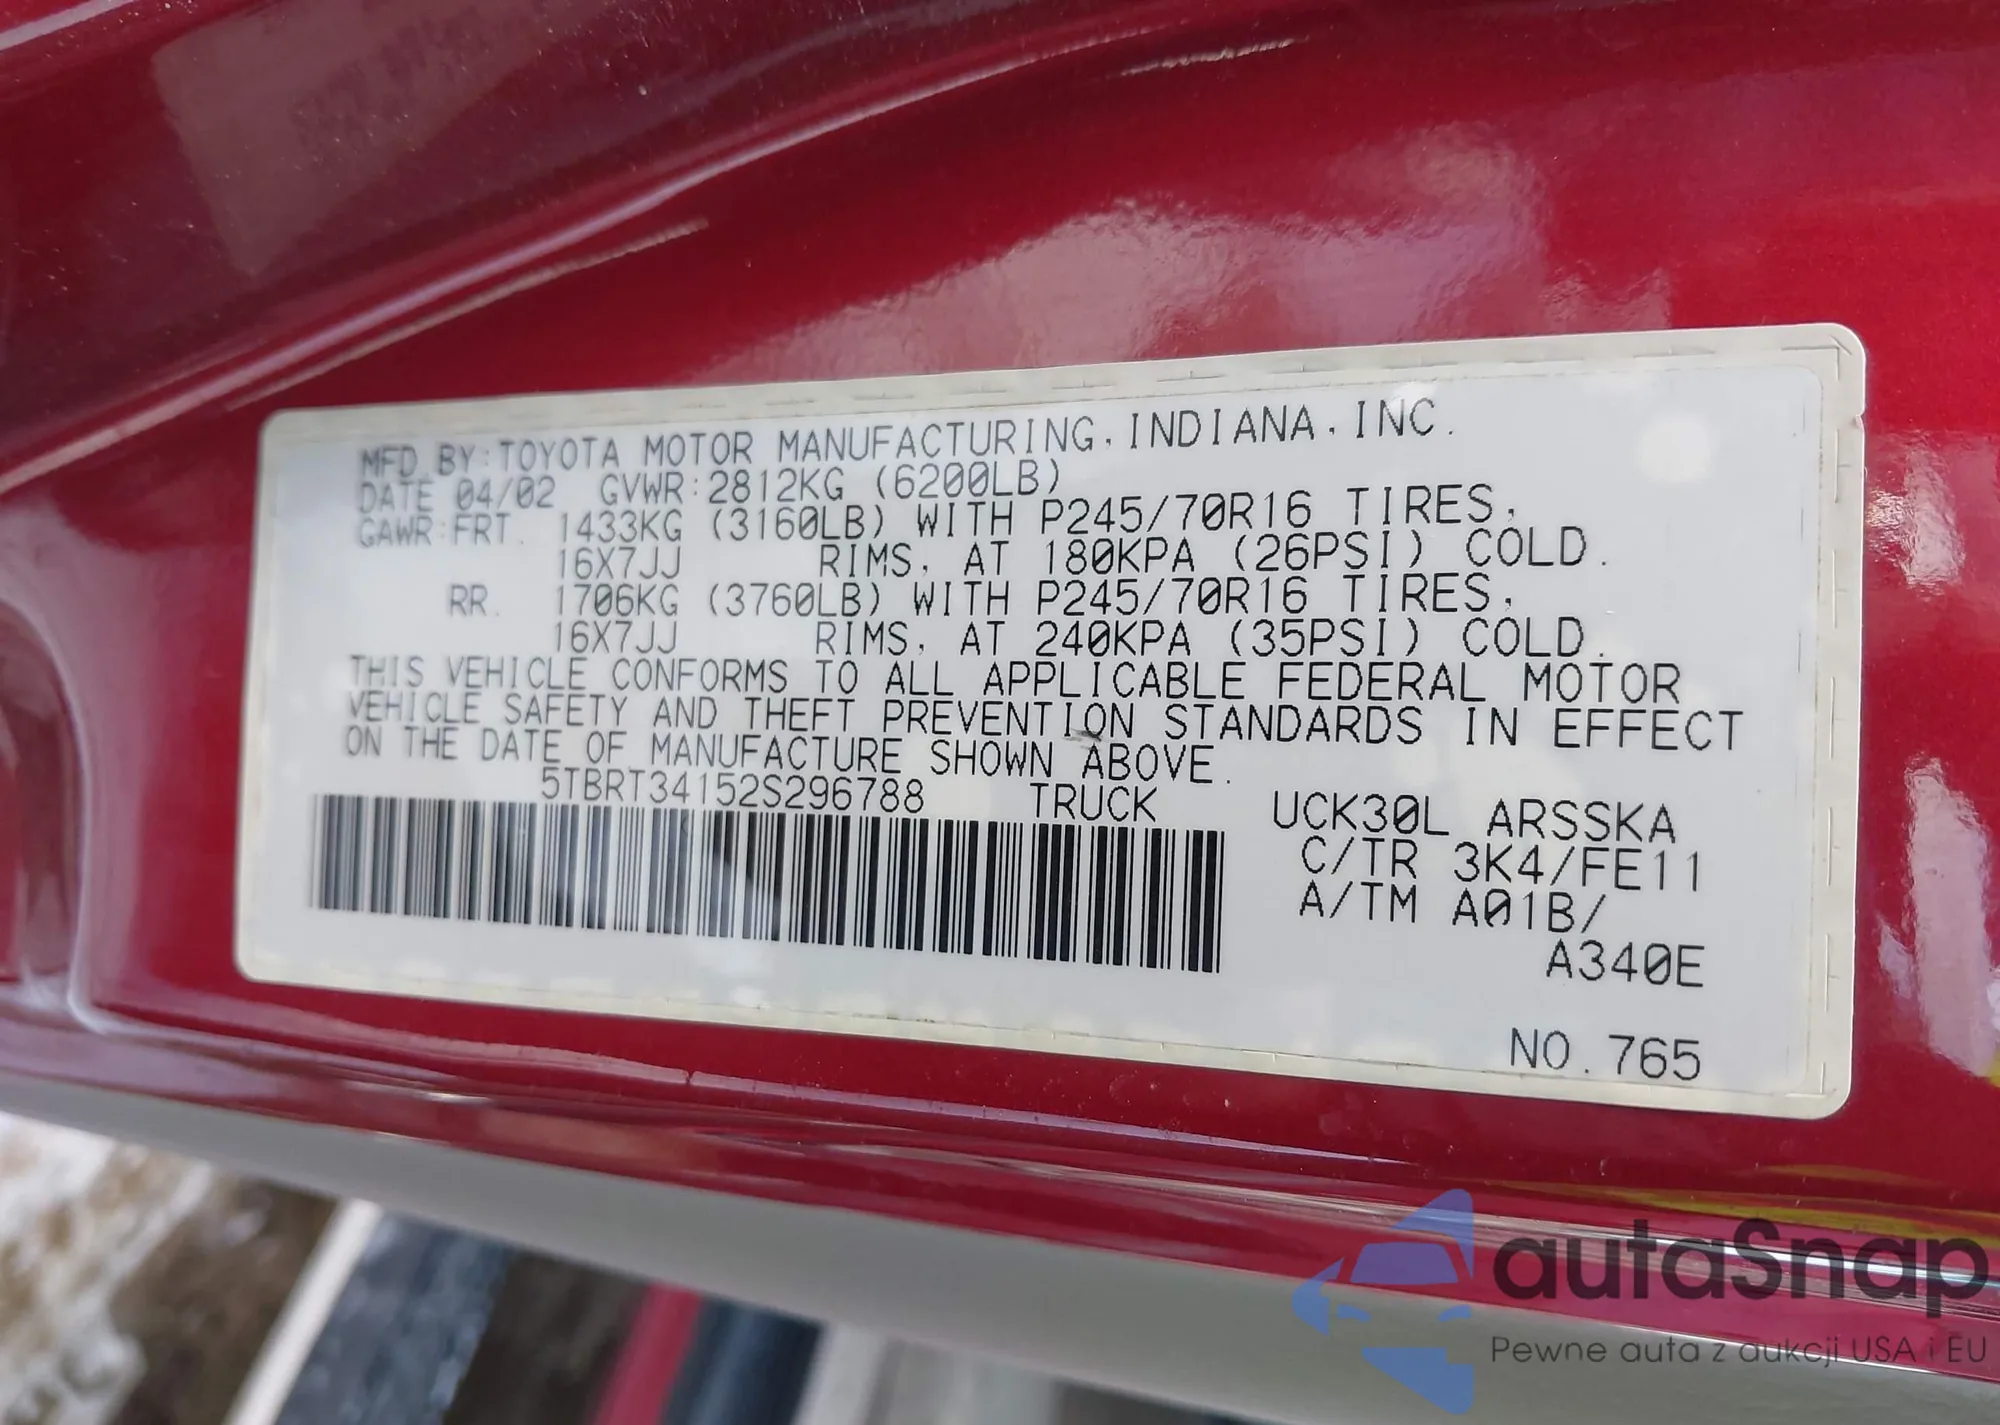 MFD. BY:TOYOTA MOTOR MANUFACTURING,INDIANA,INC.
DATE 04/02 GVWR:2812KG (6200LB)
GAWR:FRT. 1433KG (3160LB) WITH P245/70R16 TIRES,
16X7JJ RIMS, AT 180KPA (26PSI) COLD.
RR. 1706KG (3760LB) WITH P245/70R16 TIRES,
16X7JJ RIMS, AT 240KPA (35PSI) COLD.
THIS VEHICLE CONFORMS TO ALL APPLICABLE FEDERAL MOTOR
VEHICLE SAFETY AND THEFT PREVENTION STANDARDS IN EFFECT
ON THE DATE OF MANUFACTURE SHOWN ABOVE.
5TBRT34152S296788 TRUCK UCK30L ARSSKA
C/TR 3K4/FE11
A/TM A01B/
A340E
NO.765
autaSnap
Pewne auta z aukcji USA i EU